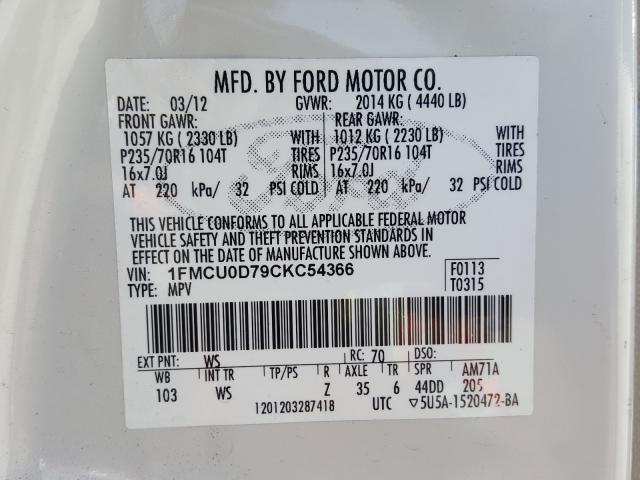 MFD. BY FORD MOTOR CO.
DATE: 03/12 GVWR: 2014 KG ( 4440 LB)
FRONT GAWR: REAR GAWR:
1057 KG ( 2330 LB) WITH 1012 KG ( 2230 LB) WITH
P235/70R16 104T TIRES P235/70R16 104T TIRES
16x7.0J RIMS 16x7.0J RIMS
AT 220 kPa/ 32 PSI COLD AT 220 kPa/ 32 PSI COLD
Ford
THIS VEHICLE CONFORMS TO ALL APPLICABLE FEDERAL MOTOR
VEHICLE SAFETY AND THEFT PREVENTION STANDARDS IN
EFFECT ON THE DATE OF MANUFACTURE SHOWN ABOVE.
VIN: 1FMCU0D79CKC54366 F0113
TYPE: MPV T0315
EXT PNT: WS RC: 70 DSO:
WB INT TR TP/PS R AXLE TR SPR AM71A
103 WS Z 35 6 44DD 205
1201203287418 UTC ▽5U5A-1520472-BA